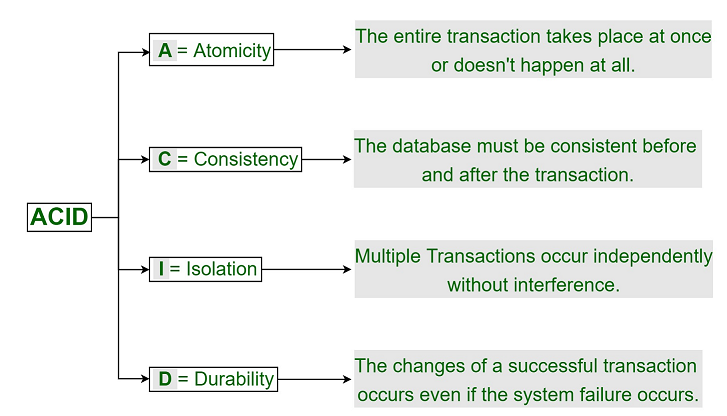 A = Atomicity
The entire transaction takes place at once
or doesn't happen at all.
C = Consistency
The database must be consistent before
and after the transaction.
ACID
I = Isolation
Multiple Transactions occur independently
without interference.
D = Durability
The changes of a successful transaction
occurs even if the system failure occurs.